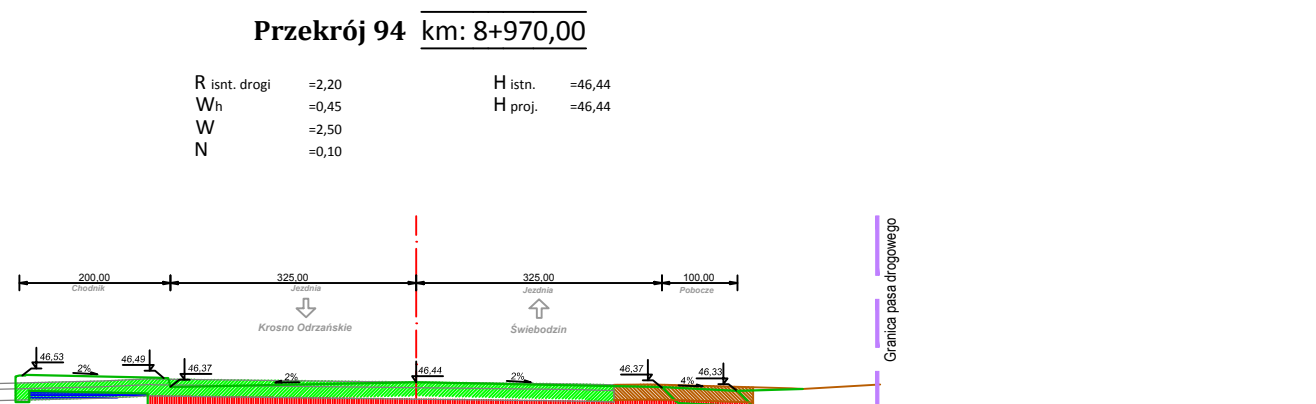 Przekrój 94 km: 8+970,00
R isnt. drogi =2,20 H istn. =46,44
Wh =0,45 H proj. =46,44
W =2,50
N =0,10
Granica pasa drogowego
200,00 325,00 325,00 100,00
Chodnik Jezdnia Jezdnia Pobocze
Krosno Odrzańskie Świebodzin
46,53 2% 46,49 46,37 2% 46,44 2% 46,37 4% 46,33